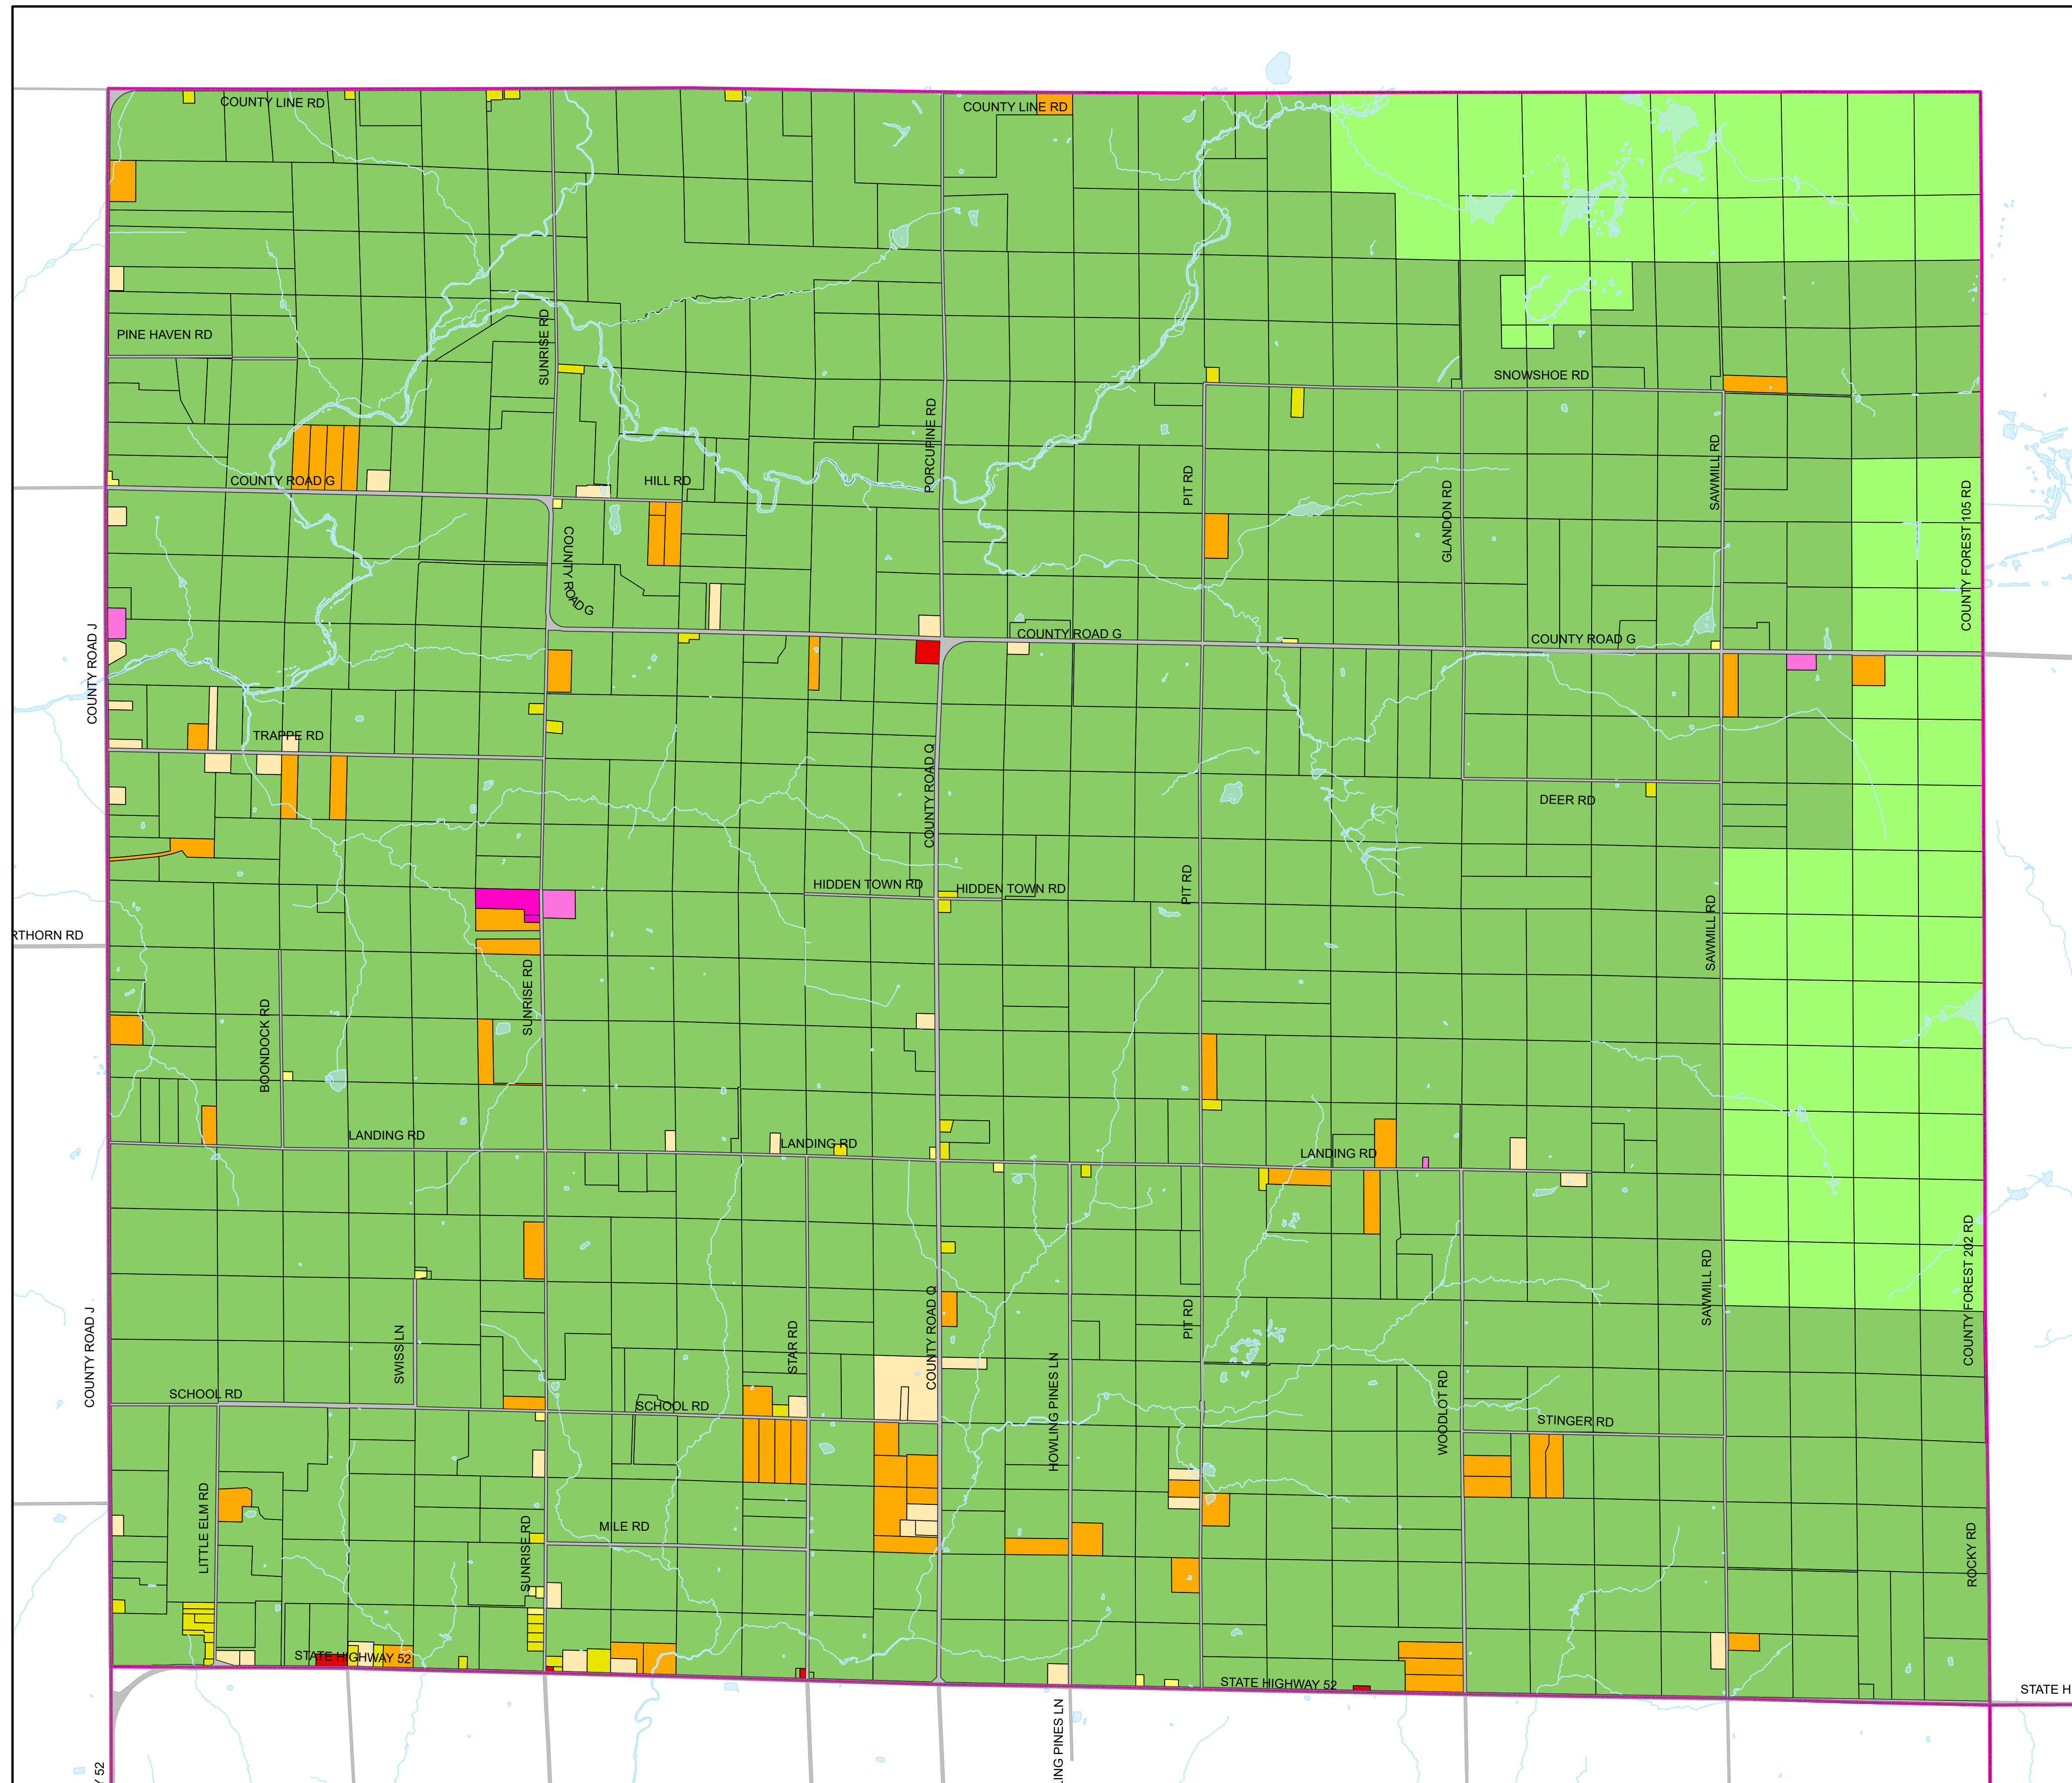 COUNTY LINE RD
COUNTY LINE RD
PINE HAVEN RD
SUNRISE RD
SNOWSHOE RD
PORCUPINE RD
COUNTY ROAD G
HILL RD
PIT RD
GLANDON RD
SAWMILL RD
COUNTY FOREST 105 RD
COUNTY ROAD G
COUNTY ROAD G
COUNTY ROAD G
COUNTY ROAD J
TRAPPE RD
COUNTY ROAD Q
DEER RD
HIDDEN TOWN RD
HIDDEN TOWN RD
PIT RD
RTHORN RD
SAWMILL RD
SUNRISE RD
BOONDOCK RD
LANDING RD
LANDING RD
LANDING RD
COUNTY FOREST 202 RD
COUNTY ROAD J
SWISS LN
STAR RD
COUNTY ROAD Q
PIT RD
SAWMILL RD
SCHOOL RD
SCHOOL RD
HOWLING PINES LN
WOODLOT RD
STINGER RD
LITTLE ELM RD
SUNRISE RD
MILE RD
ROCKY RD
STATE HIGHWAY 52
STATE HIGHWAY 52
STATE H
LING PINES LN
Y 52